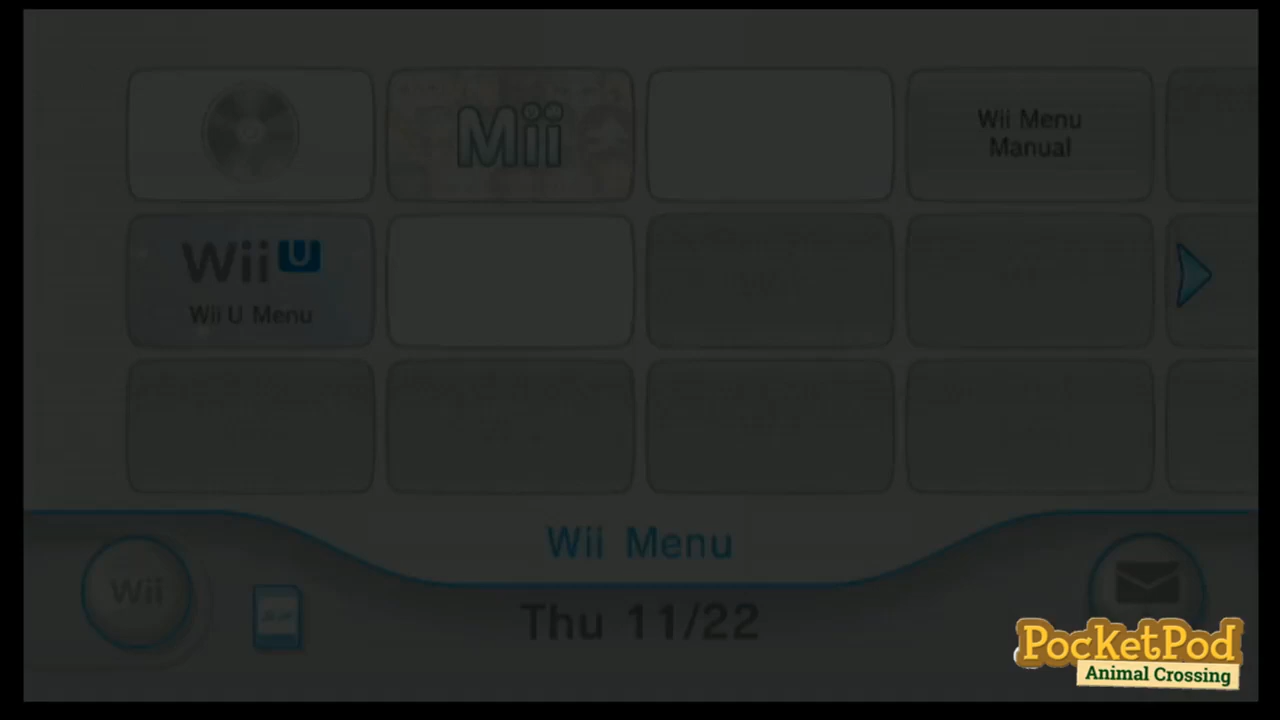 Mii
Wii Menu
Manual
Wii U
Wii U Menu
Wii Menu
Wii
Thu 11/22
PocketPod
Animal Crossing